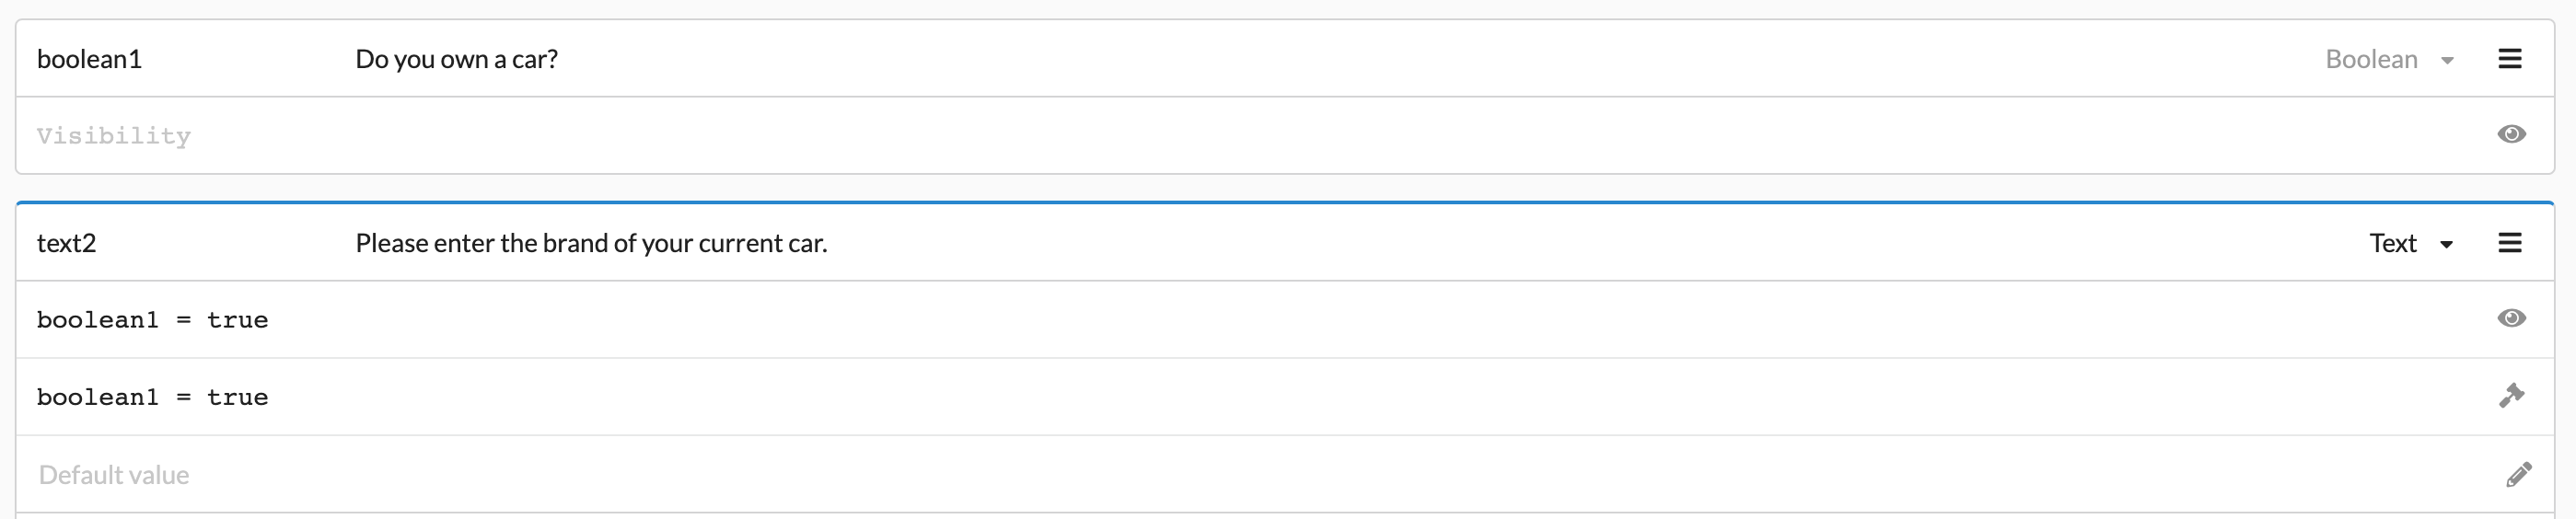 boolean1 Do you own a car? Boolean
Visibility
text2 Please enter the brand of your current car. Text
boolean1 = true
boolean1 = true
Default value